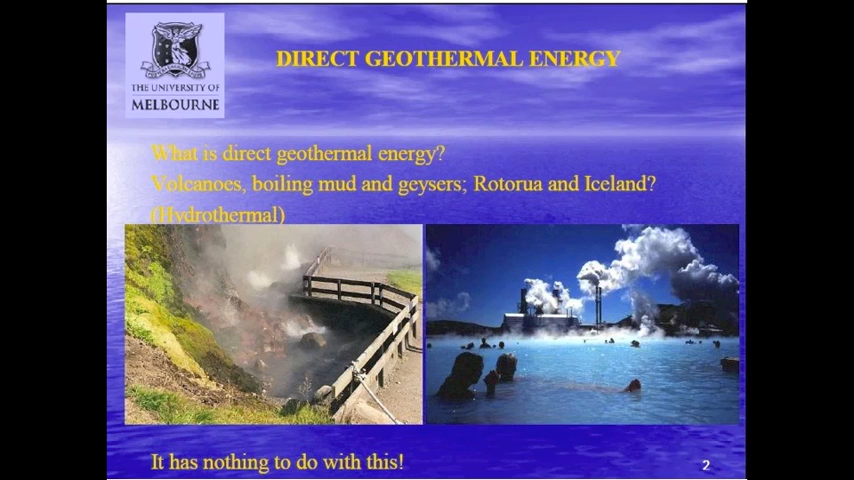 THE UNIVERSITY OF
MELBOURNE
DIRECT GEOTHERMAL ENERGY
What is direct geothermal energy?
Volcanoes, boiling mud and geysers; Rotorua and Iceland?
(Hydrothermal)
It has nothing to do with this!
2